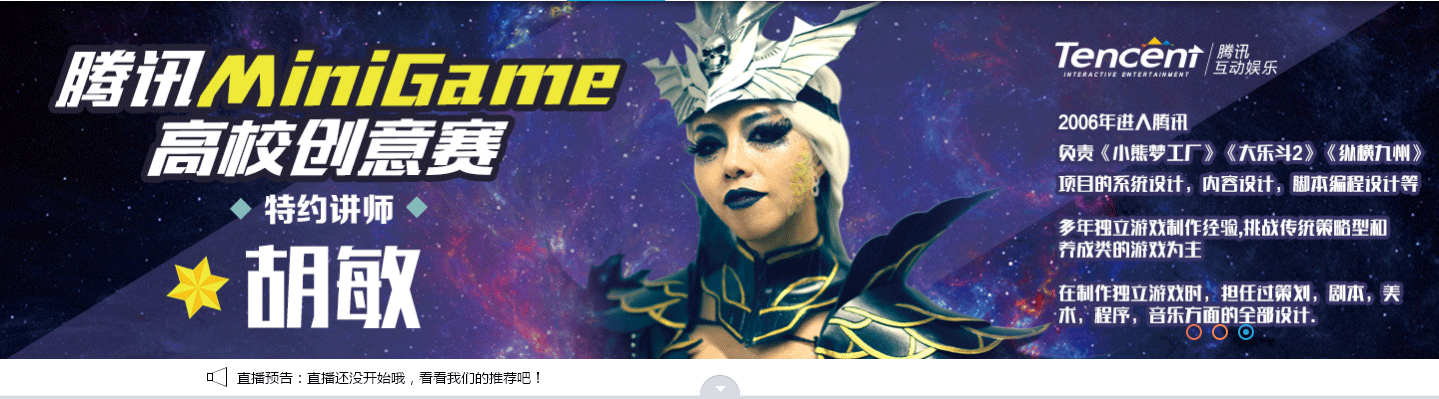 腾讯MiniGame
高校创意赛
特约讲师
胡敏
Tencent 腾讯
INTERACTIVE ENTERTAINMENT 互动娱乐
2006年进入腾讯
负责《小熊梦工厂》《大乐斗2》《纵横九州》
项目的系统设计，内容设计，脚本编程设计等
多年独立游戏制作经验,挑战传统策略型和
养成类的游戏为主
在制作独立游戏时，担任过策划，剧本，美
术，程序，音乐方面的全部设计.
直播预告：直播还没开始哦，看看我们的推荐吧！